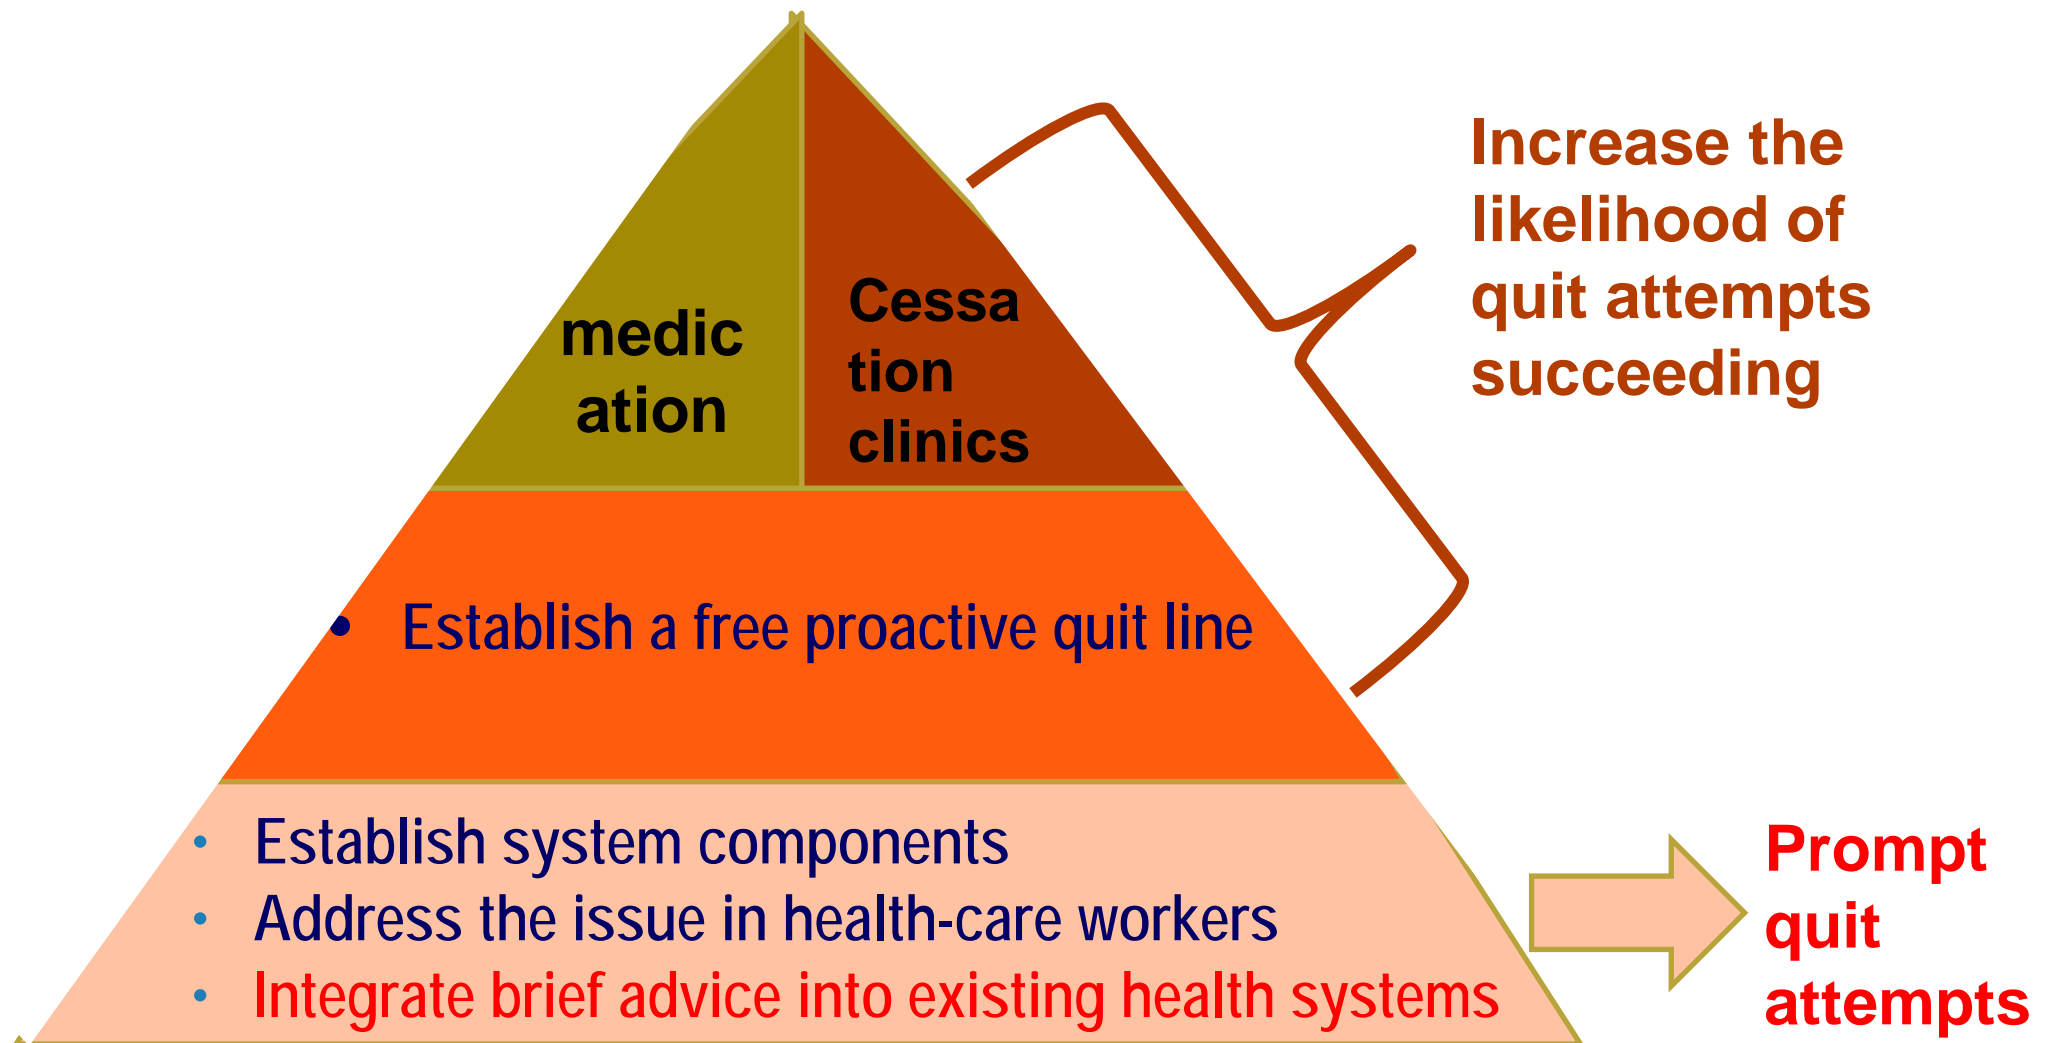 medic
ation
Cessa
tion
clinics
Increase the
likelihood of
quit attempts
succeeding
• Establish a free proactive quit line
• Establish system components
• Address the issue in health-care workers
• Integrate brief advice into existing health systems
Prompt
quit
attempts